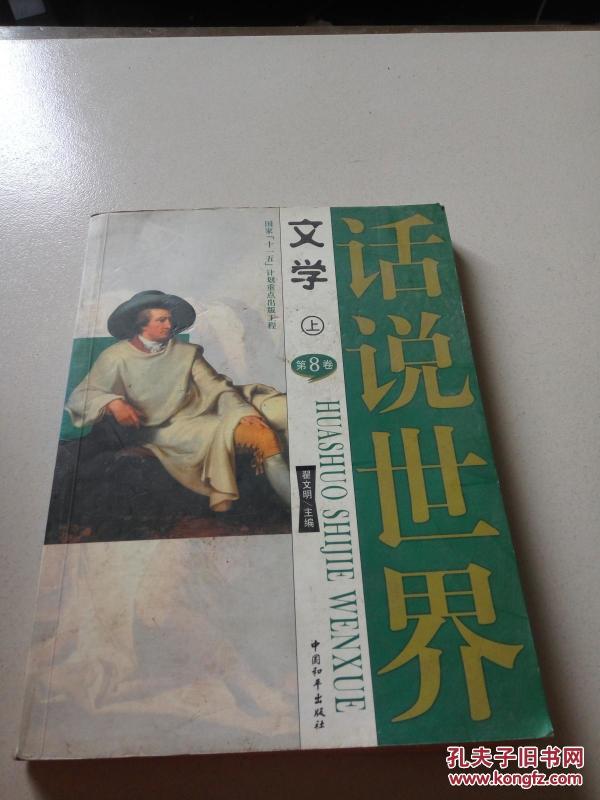 话说世界
文学
上
第8卷
HUASHUO SHIJIE WENXUE
国家“十一五”计划重点出版工程
翟文明/主编
中国和平出版社
孔夫子旧书网
www.kongfz.com